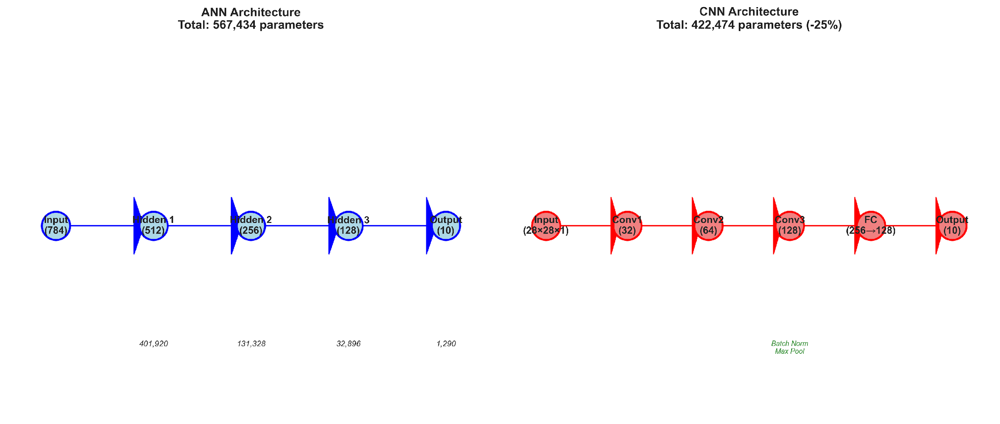 ANN Architecture
Total: 567,434 parameters
Input
(784)
Hidden 1
(512)
Hidden 2
(256)
Hidden 3
(128)
Output
(10)
401,920
131,328
32,896
1,290
CNN Architecture
Total: 422,474 parameters (-25%)
Input
(28×28×1)
Conv1
(32)
Conv2
(64)
Conv3
(128)
FC
(256→128)
Output
(10)
Batch Norm
Max Pool